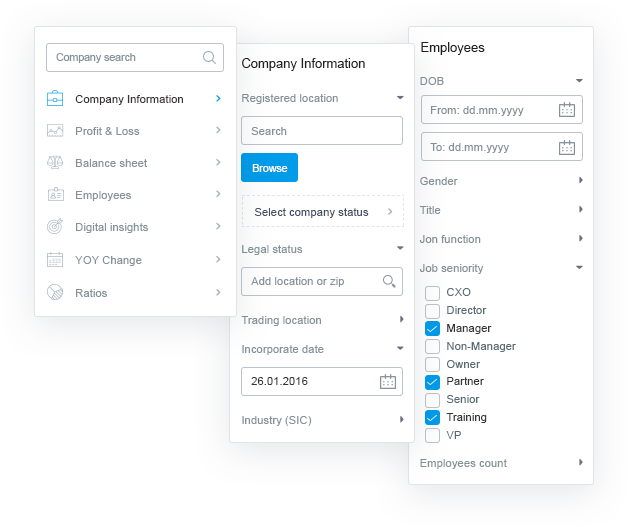 Company search
Company Information
Profit & Loss
Balance sheet
Employees
Digital insights
YOY Change
Ratios
Company Information
Registered location
Search
Browse
Select company status
Legal status
Add location or zip
Trading location
Incorporate date
26.01.2016
Industry (SIC)
Employees
DOB
From: dd.mm.yyyy
To: dd.mm.yyyy
Gender
Title
Jon function
Job seniority
CXO
Director
Manager
Non-Manager
Owner
Partner
Senior
Training
VP
Employees count